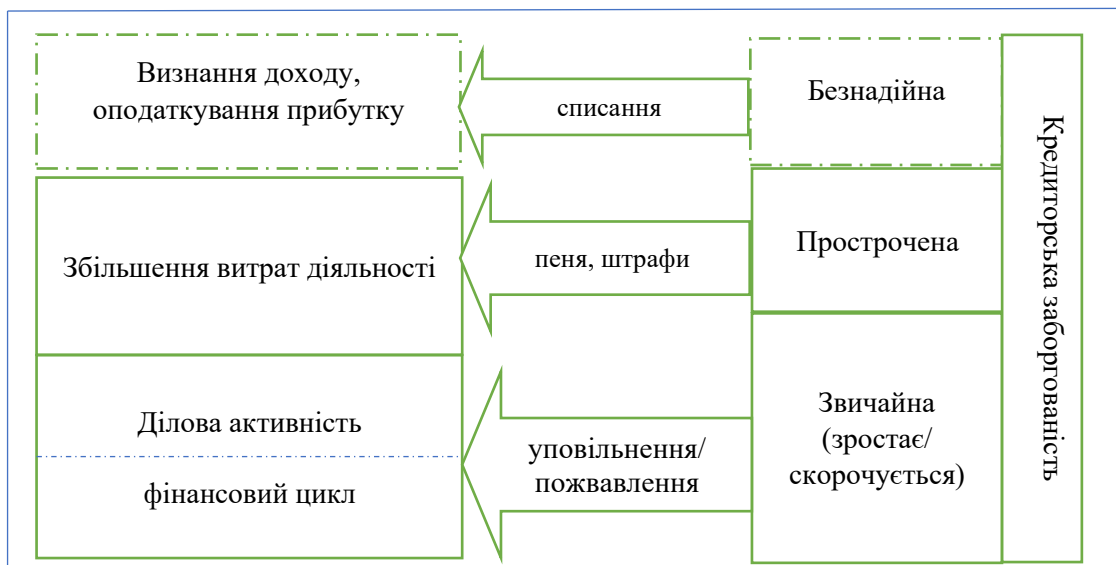 Визнання доходу,
оподаткування прибутку
списання
Безнадійна
Збільшення витрат діяльності
пеня, штрафи
Прострочена
Ділова активність
фінансовий цикл
уповільнення/
пожвавлення
Звичайна
(зростає/
скорочується)
Кредиторська заборгованість